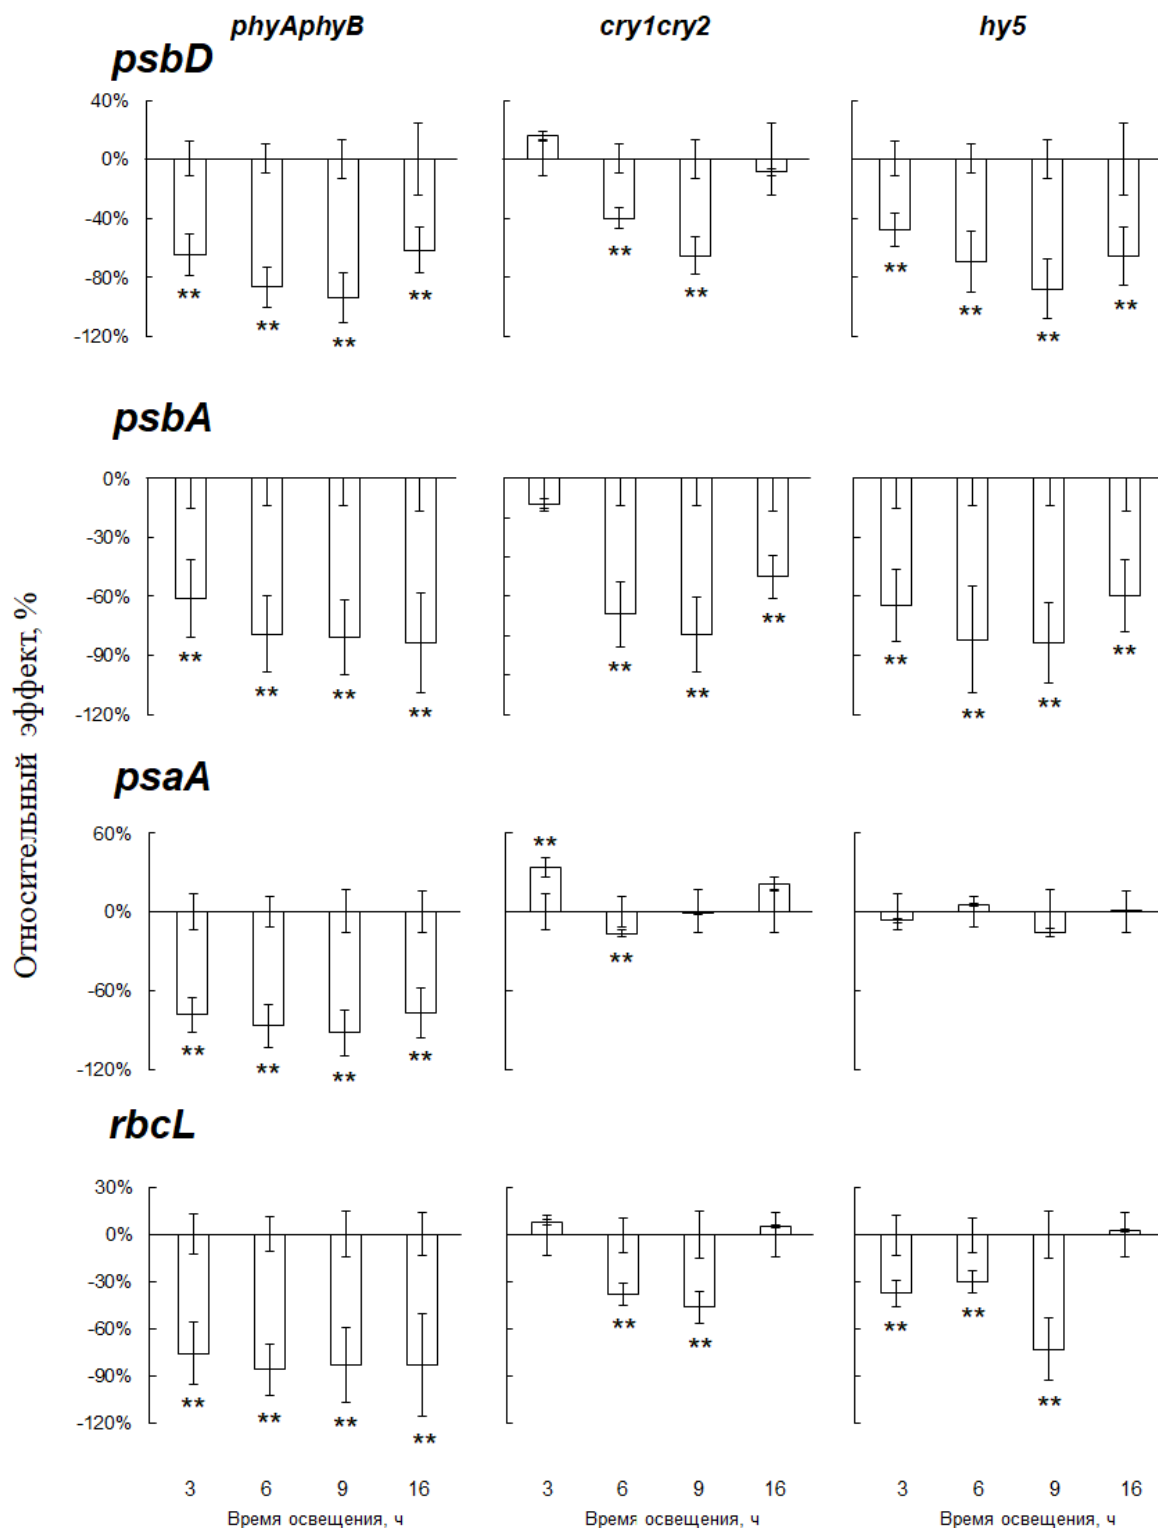 phyAphyB cry1cry2 hy5
psbD
40%
0%
-40%
-80%
-120%
** ** ** **
** **
** ** ** **
psbA
0%
-30%
-60%
-90%
-120%
** ** ** **
** ** **
** ** ** **
psaA
60%
0%
-60%
-120%
** ** ** **
** **
rbcL
30%
0%
-30%
-60%
-90%
-120%
** ** ** **
** **
** ** **
3 6 9 16 3 6 9 16 3 6 9 16
Время освещения, ч Время освещения, ч Время освещения, ч
Относительный эффект, %